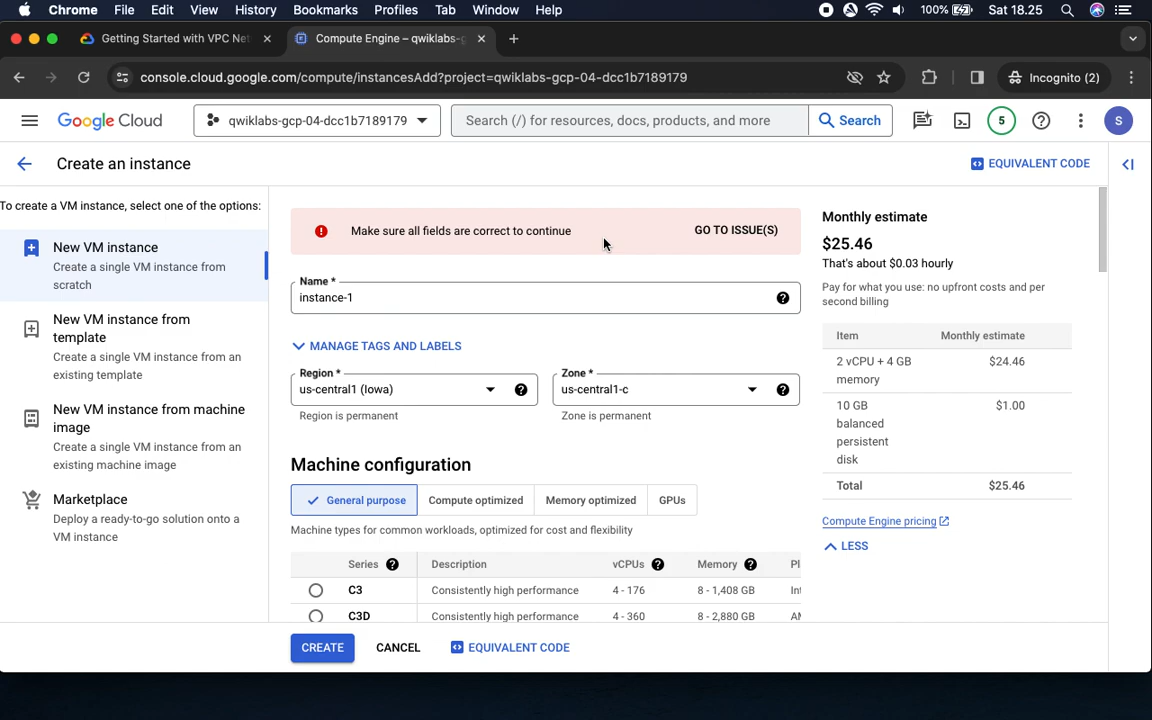 Chrome File Edit View History Bookmarks Profiles Tab Window Help 100% Sat 18.25
Getting Started with VPC Net
Compute Engine – qwiklabs-g
console.cloud.google.com/compute/instancesAdd?project=qwiklabs-gcp-04-dcc1b7189179
Incognito (2)
Google Cloud
qwiklabs-gcp-04-dcc1b7189179
Search (/) for resources, docs, products, and more
Search
5
S
Create an instance
EQUIVALENT CODE
To create a VM instance, select one of the options:
New VM instance
Create a single VM instance from
scratch
New VM instance from
template
Create a single VM instance from an
existing template
New VM instance from machine
image
Create a single VM instance from an
existing machine image
Marketplace
Deploy a ready-to-go solution onto a
VM instance
Make sure all fields are correct to continue
GO TO ISSUE(S)
Name *
instance-1
MANAGE TAGS AND LABELS
Region *
us-central1 (Iowa)
Region is permanent
Zone *
us-central1-c
Zone is permanent
Machine configuration
General purpose
Compute optimized
Memory optimized
GPUs
Machine types for common workloads, optimized for cost and flexibility
Series Description vCPUs Memory Pl
C3 Consistently high performance 4 - 176 8 - 1,408 GB Int
C3D Consistently high performance 4 - 360 8 - 2,880 GB AM
CREATE
CANCEL
EQUIVALENT CODE
Monthly estimate
$25.46
That's about $0.03 hourly
Pay for what you use: no upfront costs and per
second billing
Item Monthly estimate
2 vCPU + 4 GB $24.46
memory
10 GB $1.00
balanced
persistent
disk
Total $25.46
Compute Engine pricing
LESS